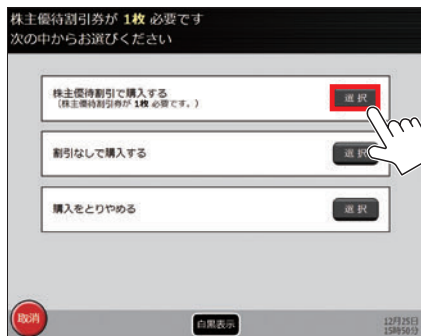 株主優待割引券が 1枚 必要です
次の中からお選びください
株主優待割引で購入する
（株主優待割引券が 1枚 必要です。）
選 択
割引なしで購入する
選 択
購入をとりやめる
選 択
取消
白黒表示
12月25日
15時50分